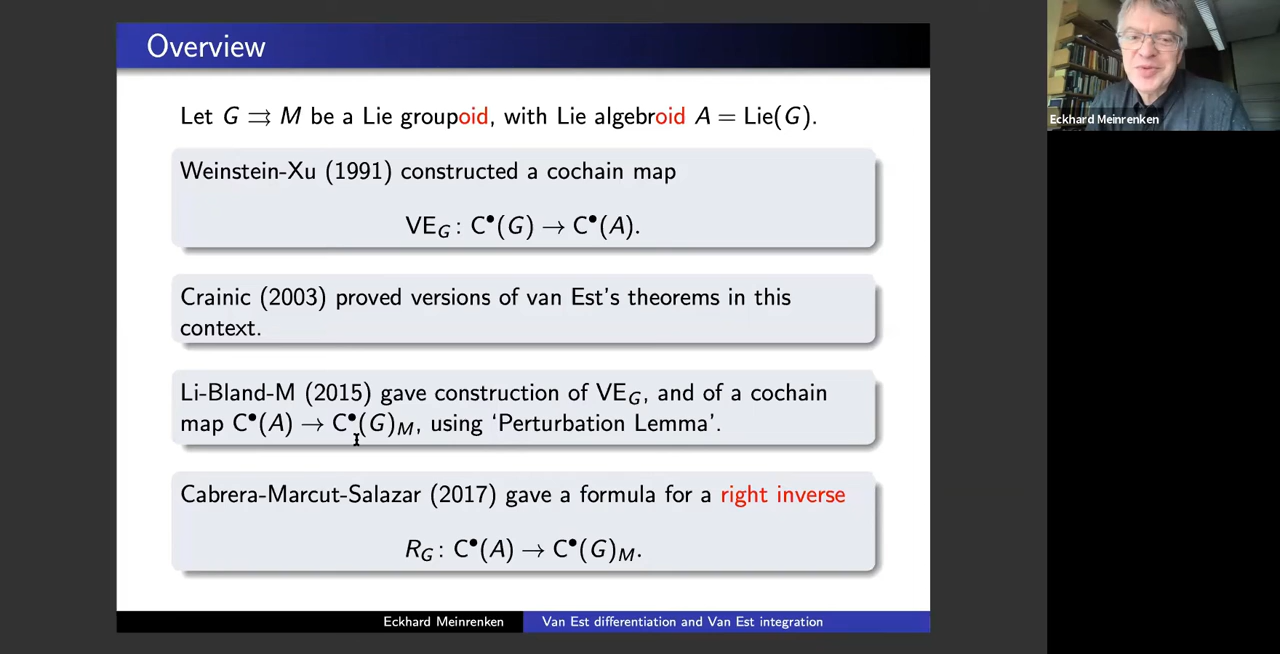 Overview
Let G ⇉ M be a Lie groupoid, with Lie algebroid A = Lie(G).
Weinstein-Xu (1991) constructed a cochain map
VE_G : C^•(G) → C^•(A).
Crainic (2003) proved versions of van Est's theorems in this
context.
Li-Bland-M (2015) gave construction of VE_G, and of a cochain
map C^•(A) → C^•(G)_M, using ‘Perturbation Lemma’.
Cabrera-Marcut-Salazar (2017) gave a formula for a right inverse
R_G : C^•(A) → C^•(G)_M.
Eckhard Meinrenken
Van Est differentiation and Van Est integration
Eckhard Meinrenken